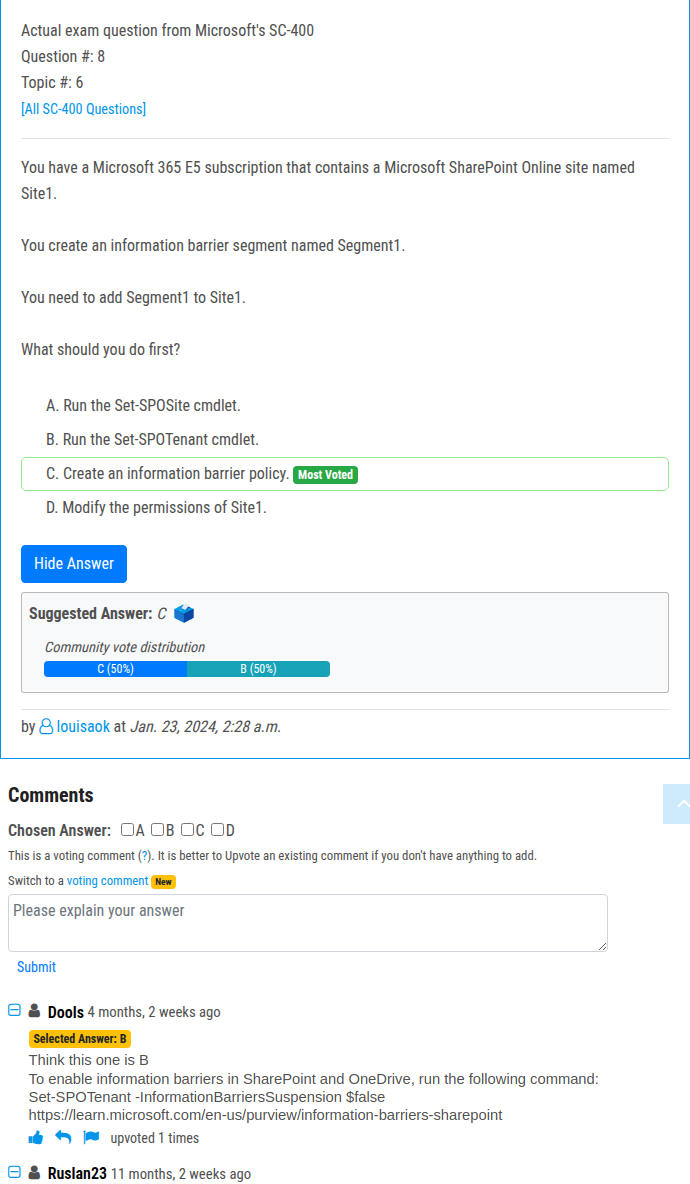 Actual exam question from Microsoft's SC-400
Question #: 8
Topic #: 6
[All SC-400 Questions]
You have a Microsoft 365 E5 subscription that contains a Microsoft SharePoint Online site named
Site1.
You create an information barrier segment named Segment1.
You need to add Segment1 to Site1.
What should you do first?
A. Run the Set-SPOSite cmdlet.
B. Run the Set-SPOTenant cmdlet.
C. Create an information barrier policy. Most Voted
D. Modify the permissions of Site1.
Hide Answer
Suggested Answer: C
Community vote distribution
C (50%) B (50%)
by louisaok at Jan. 23, 2024, 2:28 a.m.
Comments
Chosen Answer: A B C D
This is a voting comment (?). It is better to Upvote an existing comment if you don't have anything to add.
Switch to a voting comment New
Please explain your answer
Submit
Dools 4 months, 2 weeks ago
Selected Answer: B
Think this one is B
To enable information barriers in SharePoint and OneDrive, run the following command:
Set-SPOTenant -InformationBarriersSuspension $false
https://learn.microsoft.com/en-us/purview/information-barriers-sharepoint
upvoted 1 times
Ruslan23 11 months, 2 weeks ago